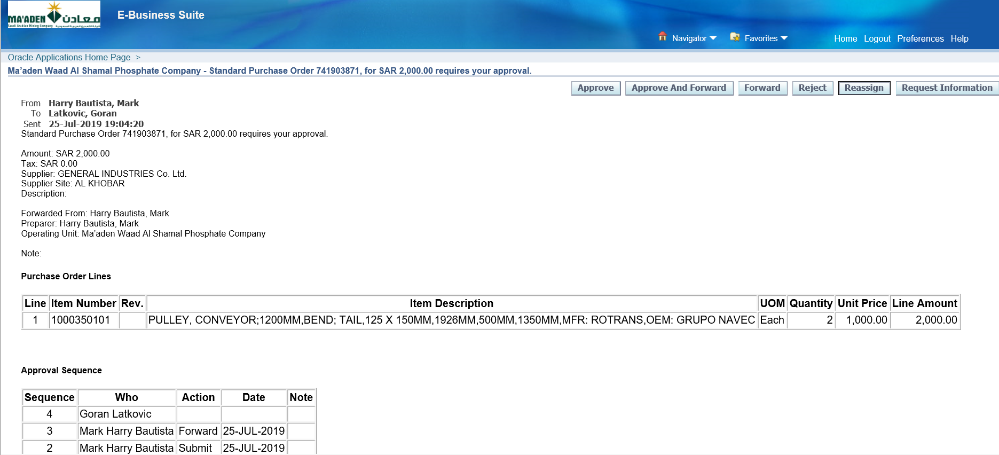 MA'ADEN معادن
Saudi Arabian Mining Company
E-Business Suite
Navigator
Favorites
Home Logout Preferences Help
Oracle Applications Home Page >
Ma’aden Waad Al Shamal Phosphate Company - Standard Purchase Order 741903871, for SAR 2,000.00 requires your approval.
Approve Approve And Forward Forward Reject Reassign Request Information
From Harry Bautista, Mark
To Latkovic, Goran
Sent 25-Jul-2019 19:04:20
Standard Purchase Order 741903871, for SAR 2,000.00 requires your approval.
Amount: SAR 2,000.00
Tax: SAR 0.00
Supplier: GENERAL INDUSTRIES Co. Ltd.
Supplier Site: AL KHOBAR
Description:
Forwarded From: Harry Bautista, Mark
Preparer: Harry Bautista, Mark
Operating Unit: Ma’aden Waad Al Shamal Phosphate Company
Note:
Purchase Order Lines
Line Item Number Rev. Item Description UOM Quantity Unit Price Line Amount
1 1000350101 PULLEY, CONVEYOR;1200MM,BEND; TAIL,125 X 150MM,1926MM,500MM,1350MM,MFR: ROTRANS,OEM: GRUPO NAVEC Each 2 1,000.00 2,000.00
Approval Sequence
Sequence Who Action Date Note
4 Goran Latkovic
3 Mark Harry Bautista Forward 25-JUL-2019
2 Mark Harry Bautista Submit 25-JUL-2019